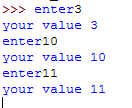 >>> enter3
your value 3
enter10
your value 10
enter11
your value 11